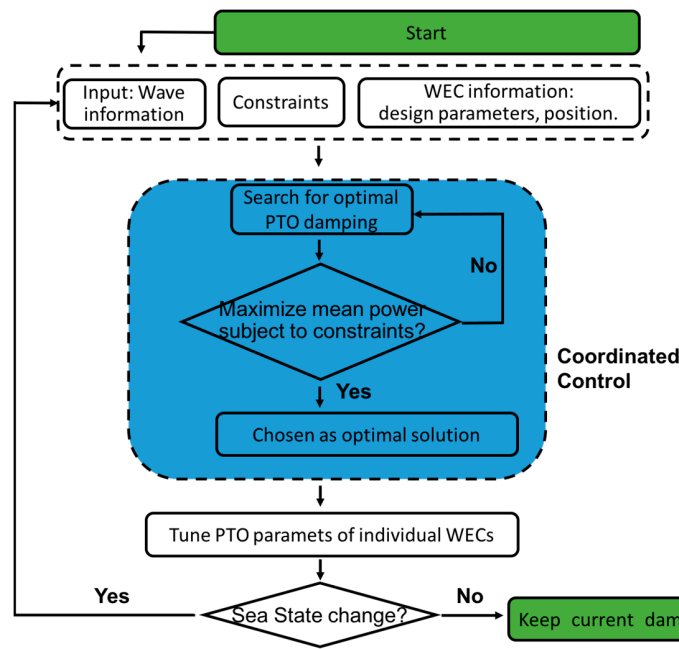 Start
Input: Wave
information
Constraints
WEC information:
design parameters, position.
Search for optimal
PTO damping
No
Maximize mean power
subject to constraints?
Coordinated
Control
Yes
Chosen as optimal solution
Tune PTO paramets of individual WECs
Yes
Sea State change?
No
Keep current dam